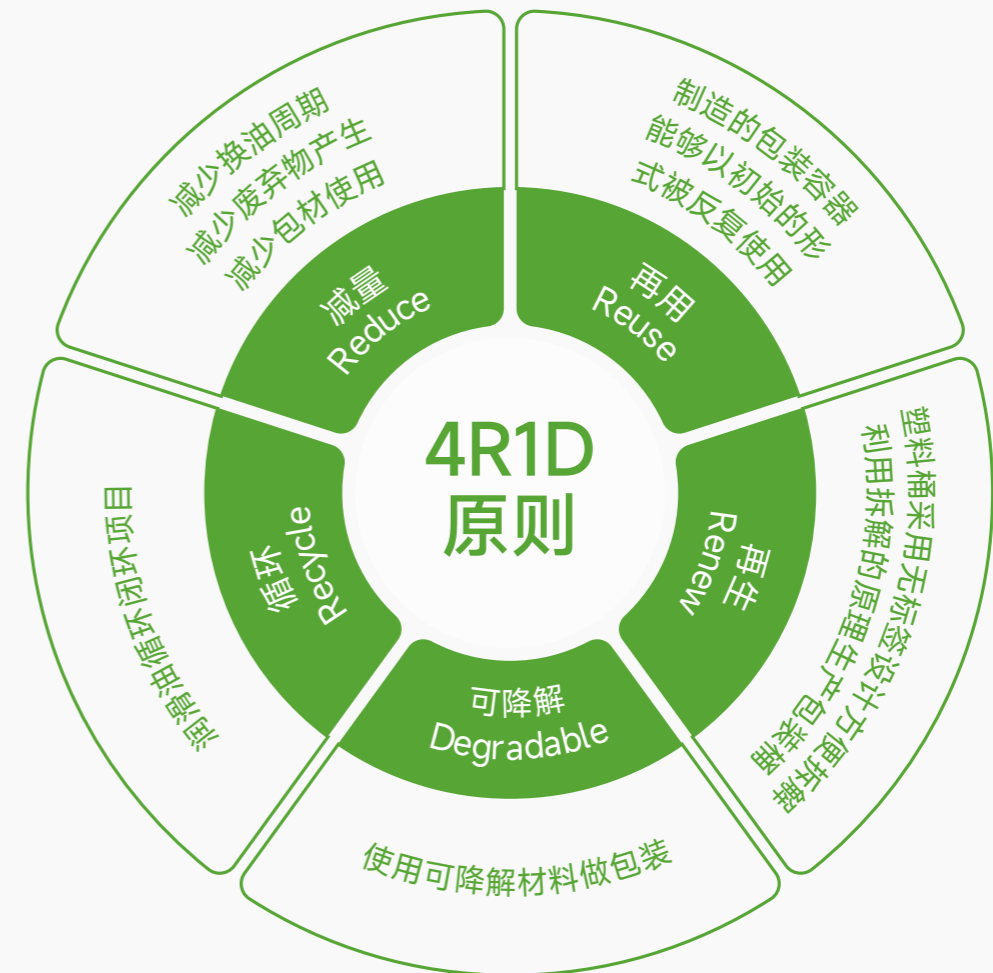 4R1D
原则
减量
Reduce
减少换油周期
减少废弃物产生
减少包材使用
再用
Reuse
制造的包装容器
能够以初始的形
式被反复使用
再生
Renew
塑料桶采用无标签设计方便拆解
利用拆解的原理生产包装桶
可降解
Degradable
使用可降解材料做包装
循环
Recycle
润滑油循环闭环项目